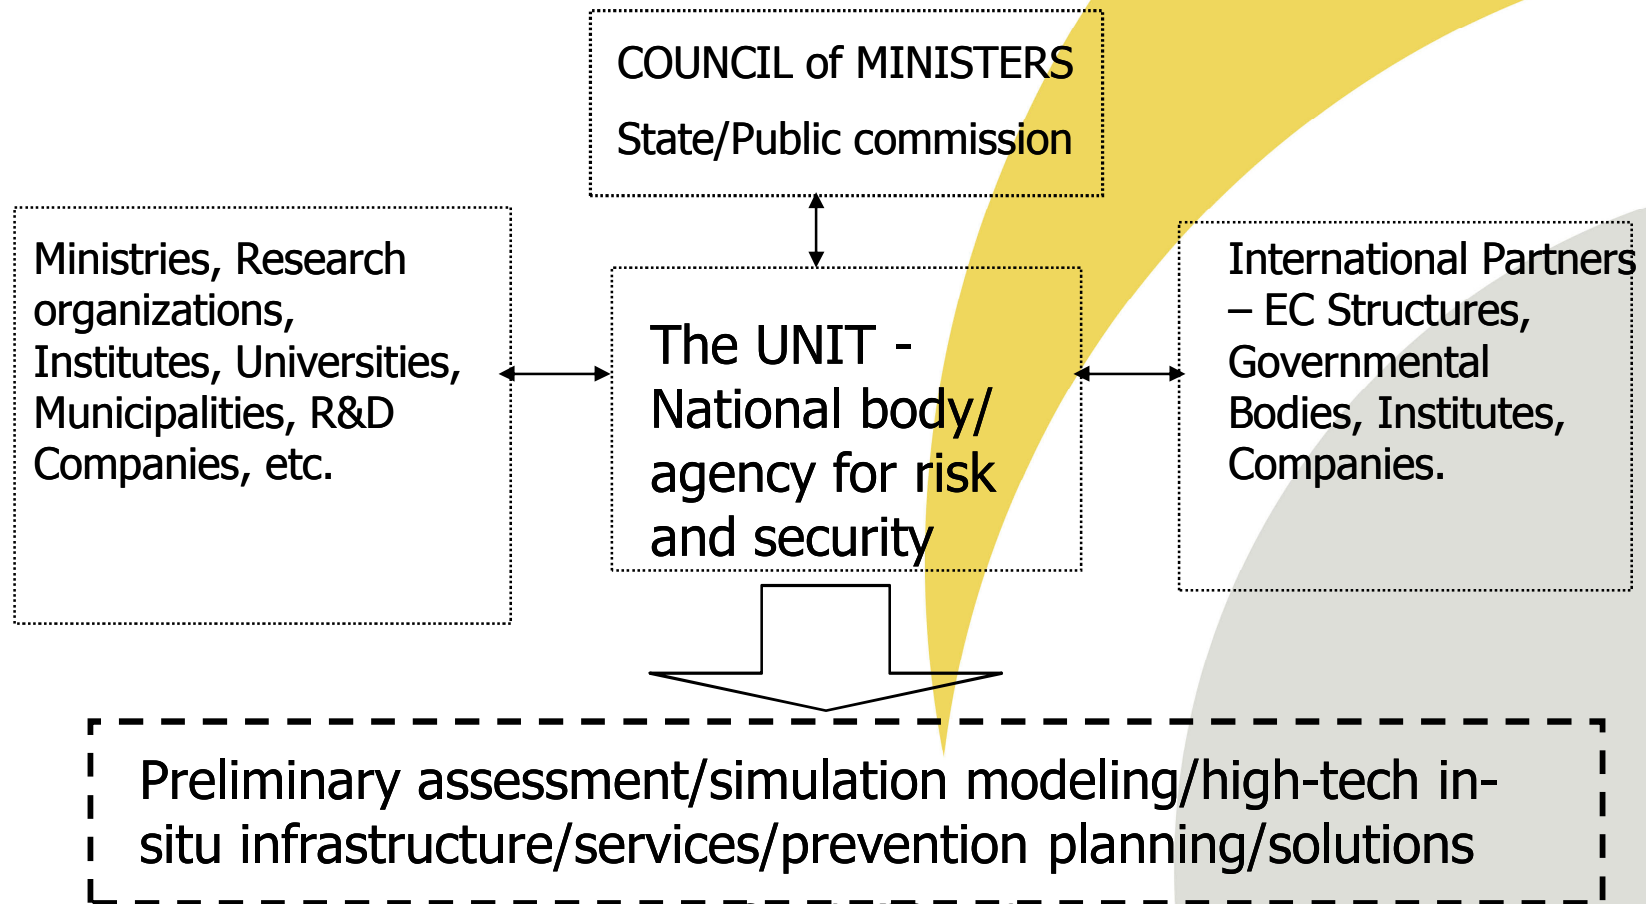 COUNCIL of MINISTERS
State/Public commission
Ministries, Research
organizations,
Institutes, Universities,
Municipalities, R&D
Companies, etc.
The UNIT -
National body/
agency for risk
and security
International Partners
– EC Structures,
Governmental
Bodies, Institutes,
Companies.
Preliminary assessment/simulation modeling/high-tech in-
situ infrastructure/services/prevention planning/solutions